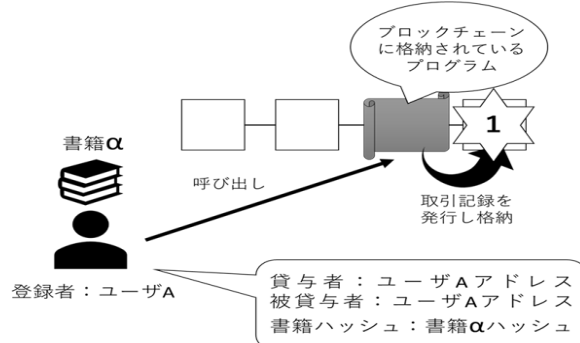 ブロックチェーン
に格納されている
プログラム
1
書籍α
呼び出し
取引記録を
発行し格納
登録者：ユーザA
貸与者：ユーザAアドレス
被貸与者：ユーザAアドレス
書籍ハッシュ：書籍αハッシュ